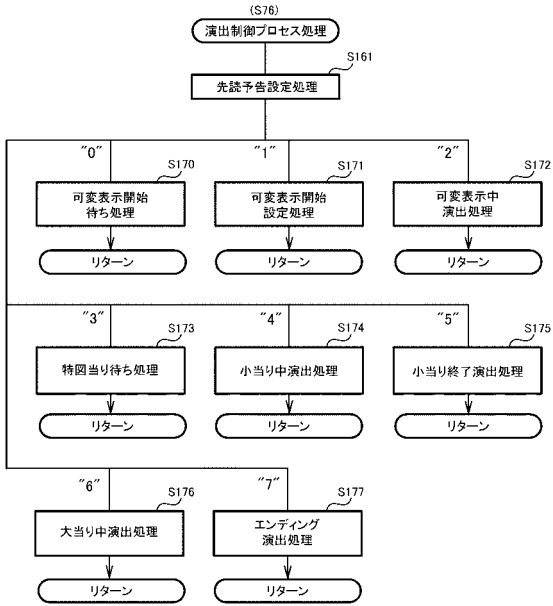 (S76)
演出制御プロセス処理
S161
先読予告設定処理
"0"
S170
"1"
S171
"2"
S172
可変表示開始
待ち処理
可変表示開始
設定処理
可変表示中
演出処理
リターン
リターン
リターン
"3"
S173
"4"
S174
"5"
S175
特図当り待ち処理
小当り中演出処理
小当り終了演出処理
リターン
リターン
リターン
"6"
S176
"7"
S177
大当り中演出処理
エンディング
演出処理
リターン
リターン